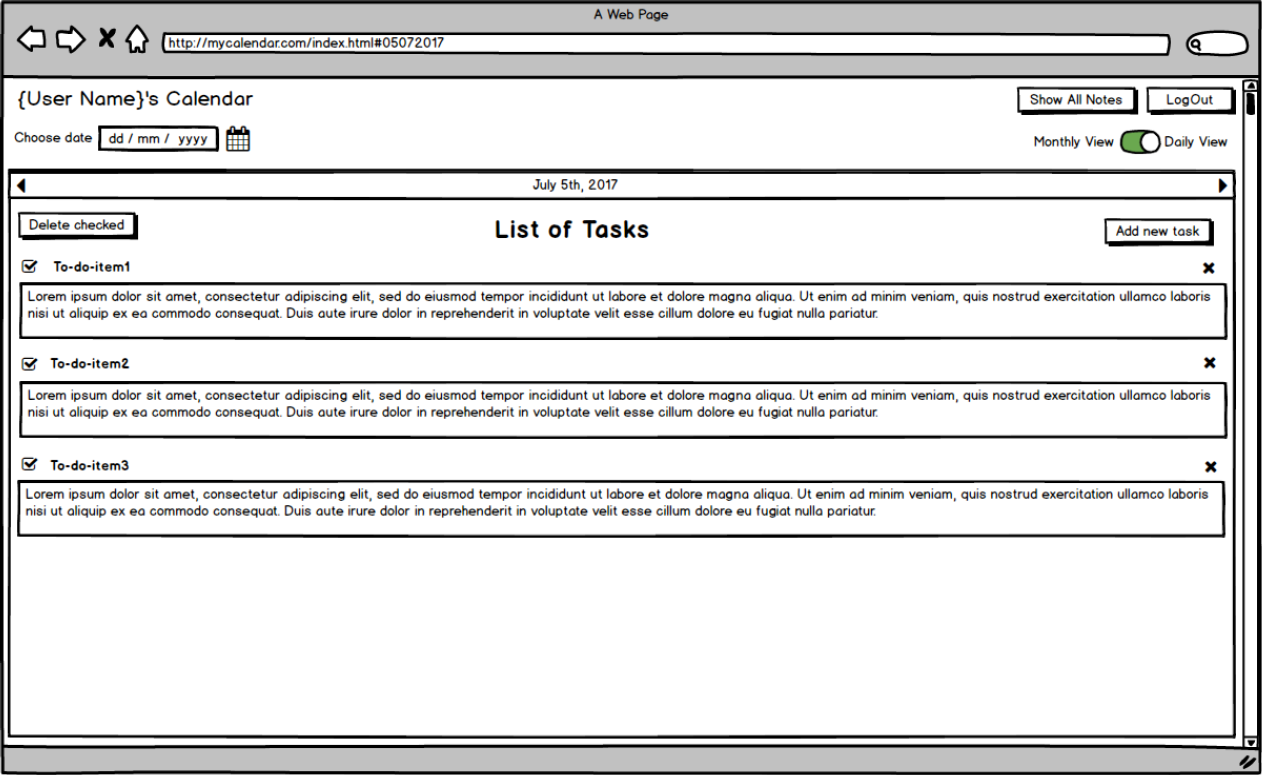 A Web Page
http://mycalendar.com/index.html#05072017
{User Name}'s Calendar
Show All Notes
LogOut
Choose date
dd / mm / yyyy
Monthly View
Daily View
July 5th, 2017
Delete checked
List of Tasks
Add new task
To-do-item1
Lorem ipsum dolor sit amet, consectetur adipiscing elit, sed do eiusmod tempor incididunt ut labore et dolore magna aliqua. Ut enim ad minim veniam, quis nostrud exercitation ullamco laboris
nisi ut aliquip ex ea commodo consequat. Duis aute irure dolor in reprehenderit in voluptate velit esse cillum dolore eu fugiat nulla pariatur.
To-do-item2
Lorem ipsum dolor sit amet, consectetur adipiscing elit, sed do eiusmod tempor incididunt ut labore et dolore magna aliqua. Ut enim ad minim veniam, quis nostrud exercitation ullamco laboris
nisi ut aliquip ex ea commodo consequat. Duis aute irure dolor in reprehenderit in voluptate velit esse cillum dolore eu fugiat nulla pariatur.
To-do-item3
Lorem ipsum dolor sit amet, consectetur adipiscing elit, sed do eiusmod tempor incididunt ut labore et dolore magna aliqua. Ut enim ad minim veniam, quis nostrud exercitation ullamco laboris
nisi ut aliquip ex ea commodo consequat. Duis aute irure dolor in reprehenderit in voluptate velit esse cillum dolore eu fugiat nulla pariatur.